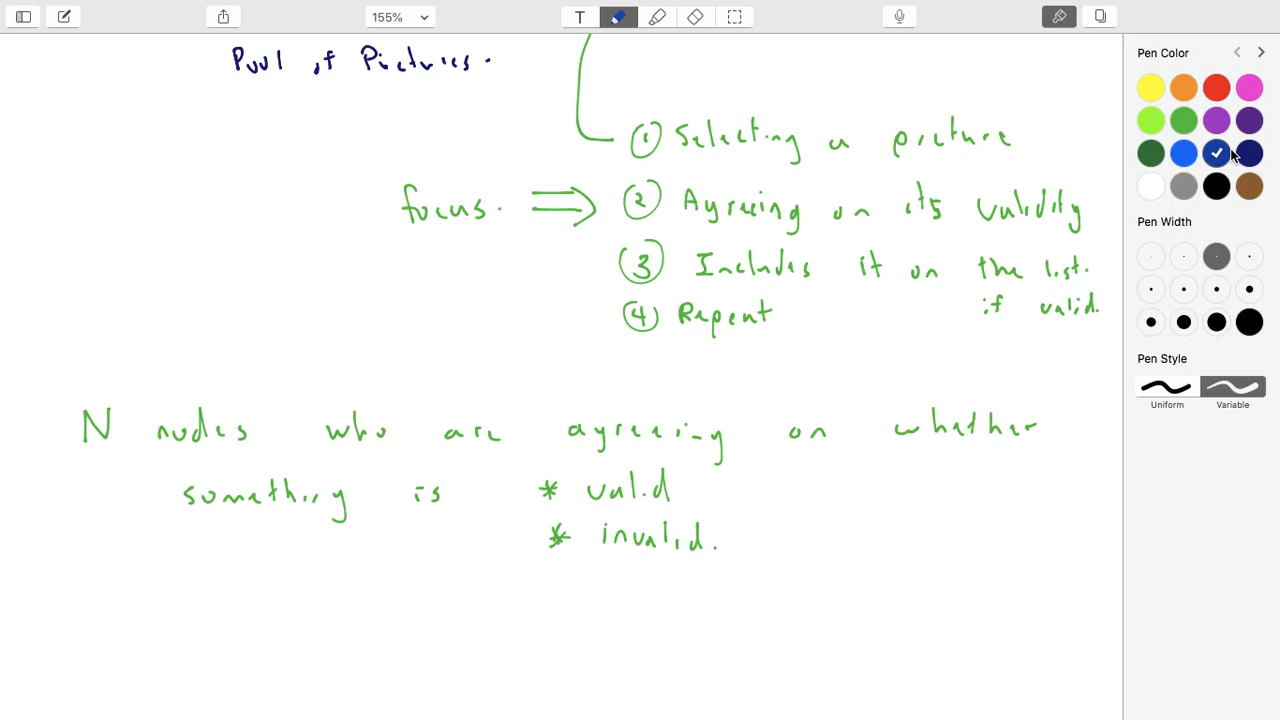 155%
T
Pool of Pictures.
① Selecting a picture
focus. ⇒ ② Agreeing on its validity
③ Includes it on the list.
if valid.
④ Repeat
N nodes who are agreeing on whether
something is * valid
* invalid.
Pen Color
Pen Width
Pen Style
Uniform Variable